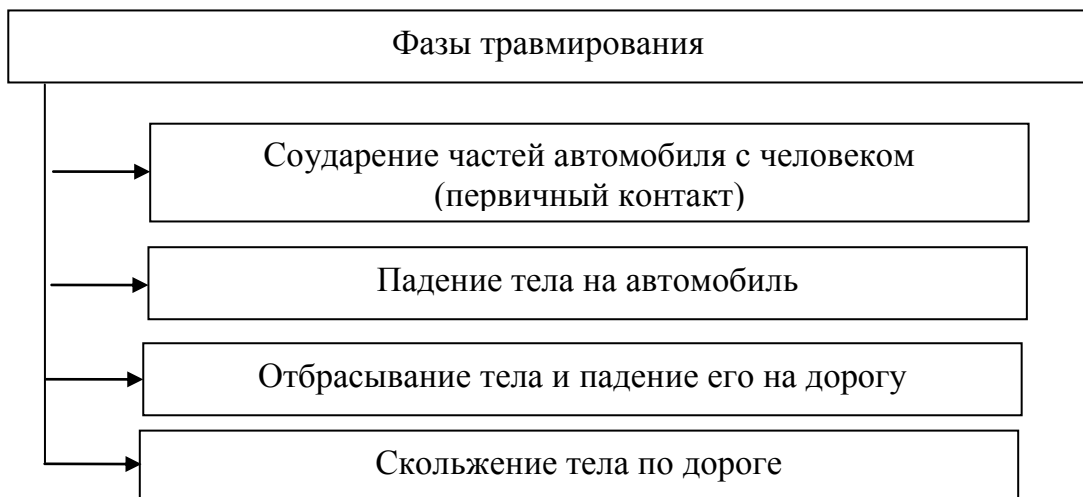 Фазы травмирования
Соударение частей автомобиля с человеком
(первичный контакт)
Падение тела на автомобиль
Отбрасывание тела и падение его на дорогу
Скольжение тела по дороге